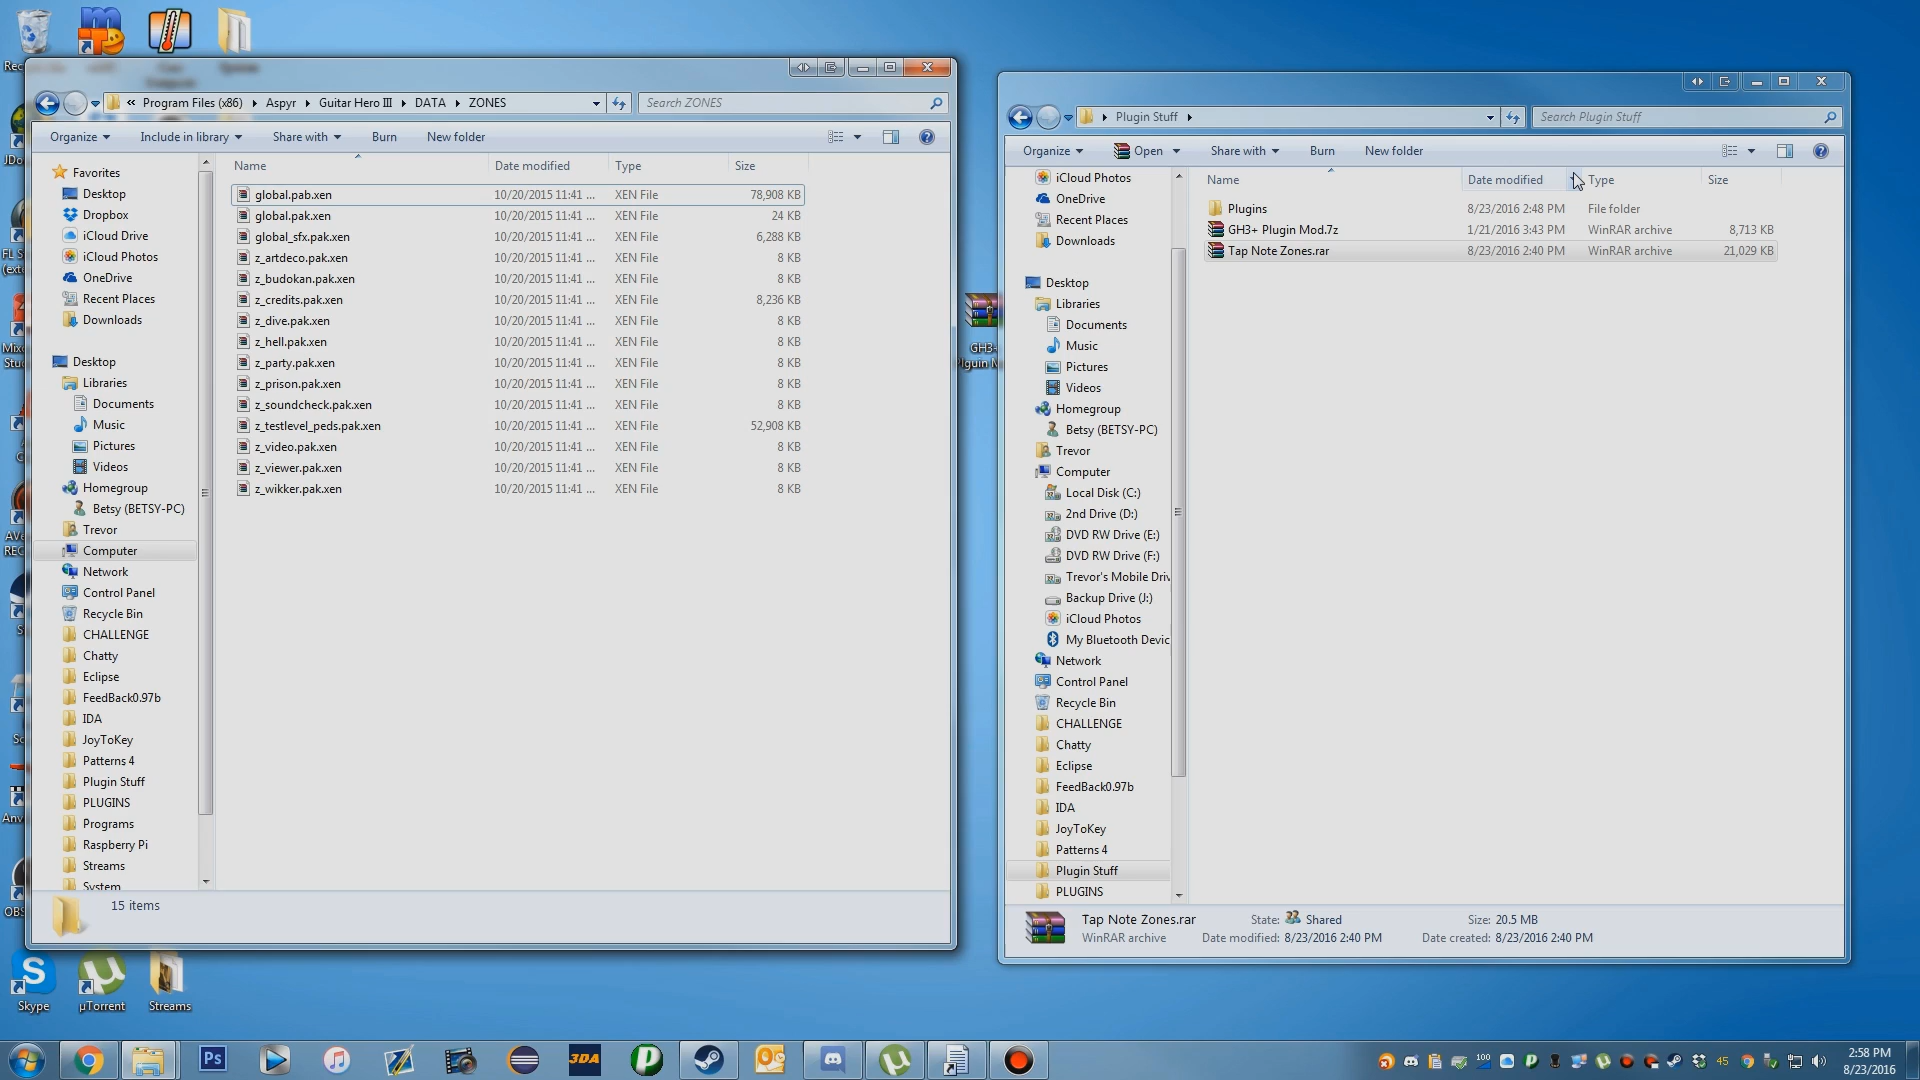 « Program Files (x86) Aspyr Guitar Hero III DATA ZONES
Search ZONES
Organize Include in library Share with Burn New folder
Name Date modified Type Size
Favorites
Desktop
Dropbox
iCloud Drive
iCloud Photos
OneDrive
Recent Places
Downloads
Desktop
Libraries
Documents
Music
Pictures
Videos
Homegroup
Betsy (BETSY-PC)
Trevor
Computer
Network
Control Panel
Recycle Bin
CHALLENGE
Chatty
Eclipse
FeedBack0.97b
IDA
JoyToKey
Patterns 4
Plugin Stuff
PLUGINS
Programs
Raspberry Pi
Streams
System
global.pab.xen 10/20/2015 11:41 ... XEN File 78,908 KB
global.pak.xen 10/20/2015 11:41 ... XEN File 24 KB
global_sfx.pak.xen 10/20/2015 11:41 ... XEN File 6,288 KB
z_artdeco.pak.xen 10/20/2015 11:41 ... XEN File 8 KB
z_budokan.pak.xen 10/20/2015 11:41 ... XEN File 8 KB
z_credits.pak.xen 10/20/2015 11:41 ... XEN File 8,236 KB
z_dive.pak.xen 10/20/2015 11:41 ... XEN File 8 KB
z_hell.pak.xen 10/20/2015 11:41 ... XEN File 8 KB
z_party.pak.xen 10/20/2015 11:41 ... XEN File 8 KB
z_prison.pak.xen 10/20/2015 11:41 ... XEN File 8 KB
z_soundcheck.pak.xen 10/20/2015 11:41 ... XEN File 8 KB
z_testlevel_peds.pak.xen 10/20/2015 11:41 ... XEN File 52,908 KB
z_video.pak.xen 10/20/2015 11:41 ... XEN File 8 KB
z_viewer.pak.xen 10/20/2015 11:41 ... XEN File 8 KB
z_wikker.pak.xen 10/20/2015 11:41 ... XEN File 8 KB
15 items
Plugin Stuff
Search Plugin Stuff
Organize Open Share with Burn New folder
Name Date modified Type Size
iCloud Photos
OneDrive
Recent Places
Downloads
Desktop
Libraries
Documents
Music
Pictures
Videos
Homegroup
Betsy (BETSY-PC)
Trevor
Computer
Local Disk (C:)
2nd Drive (D:)
DVD RW Drive (E:)
DVD RW Drive (F:)
Trevor's Mobile Driv
Backup Drive (J:)
iCloud Photos
My Bluetooth Devic
Network
Control Panel
Recycle Bin
CHALLENGE
Chatty
Eclipse
FeedBack0.97b
IDA
JoyToKey
Patterns 4
Plugin Stuff
PLUGINS
Plugins 8/23/2016 2:48 PM File folder
GH3+ Plugin Mod.7z 1/21/2016 3:43 PM WinRAR archive 8,713 KB
Tap Note Zones.rar 8/23/2016 2:40 PM WinRAR archive 21,029 KB
Tap Note Zones.rar State: Shared Size: 20.5 MB
WinRAR archive Date modified: 8/23/2016 2:40 PM Date created: 8/23/2016 2:40 PM
Skype
µTorrent
Streams
Ps
3DA
100
45
2:58 PM
8/23/2016